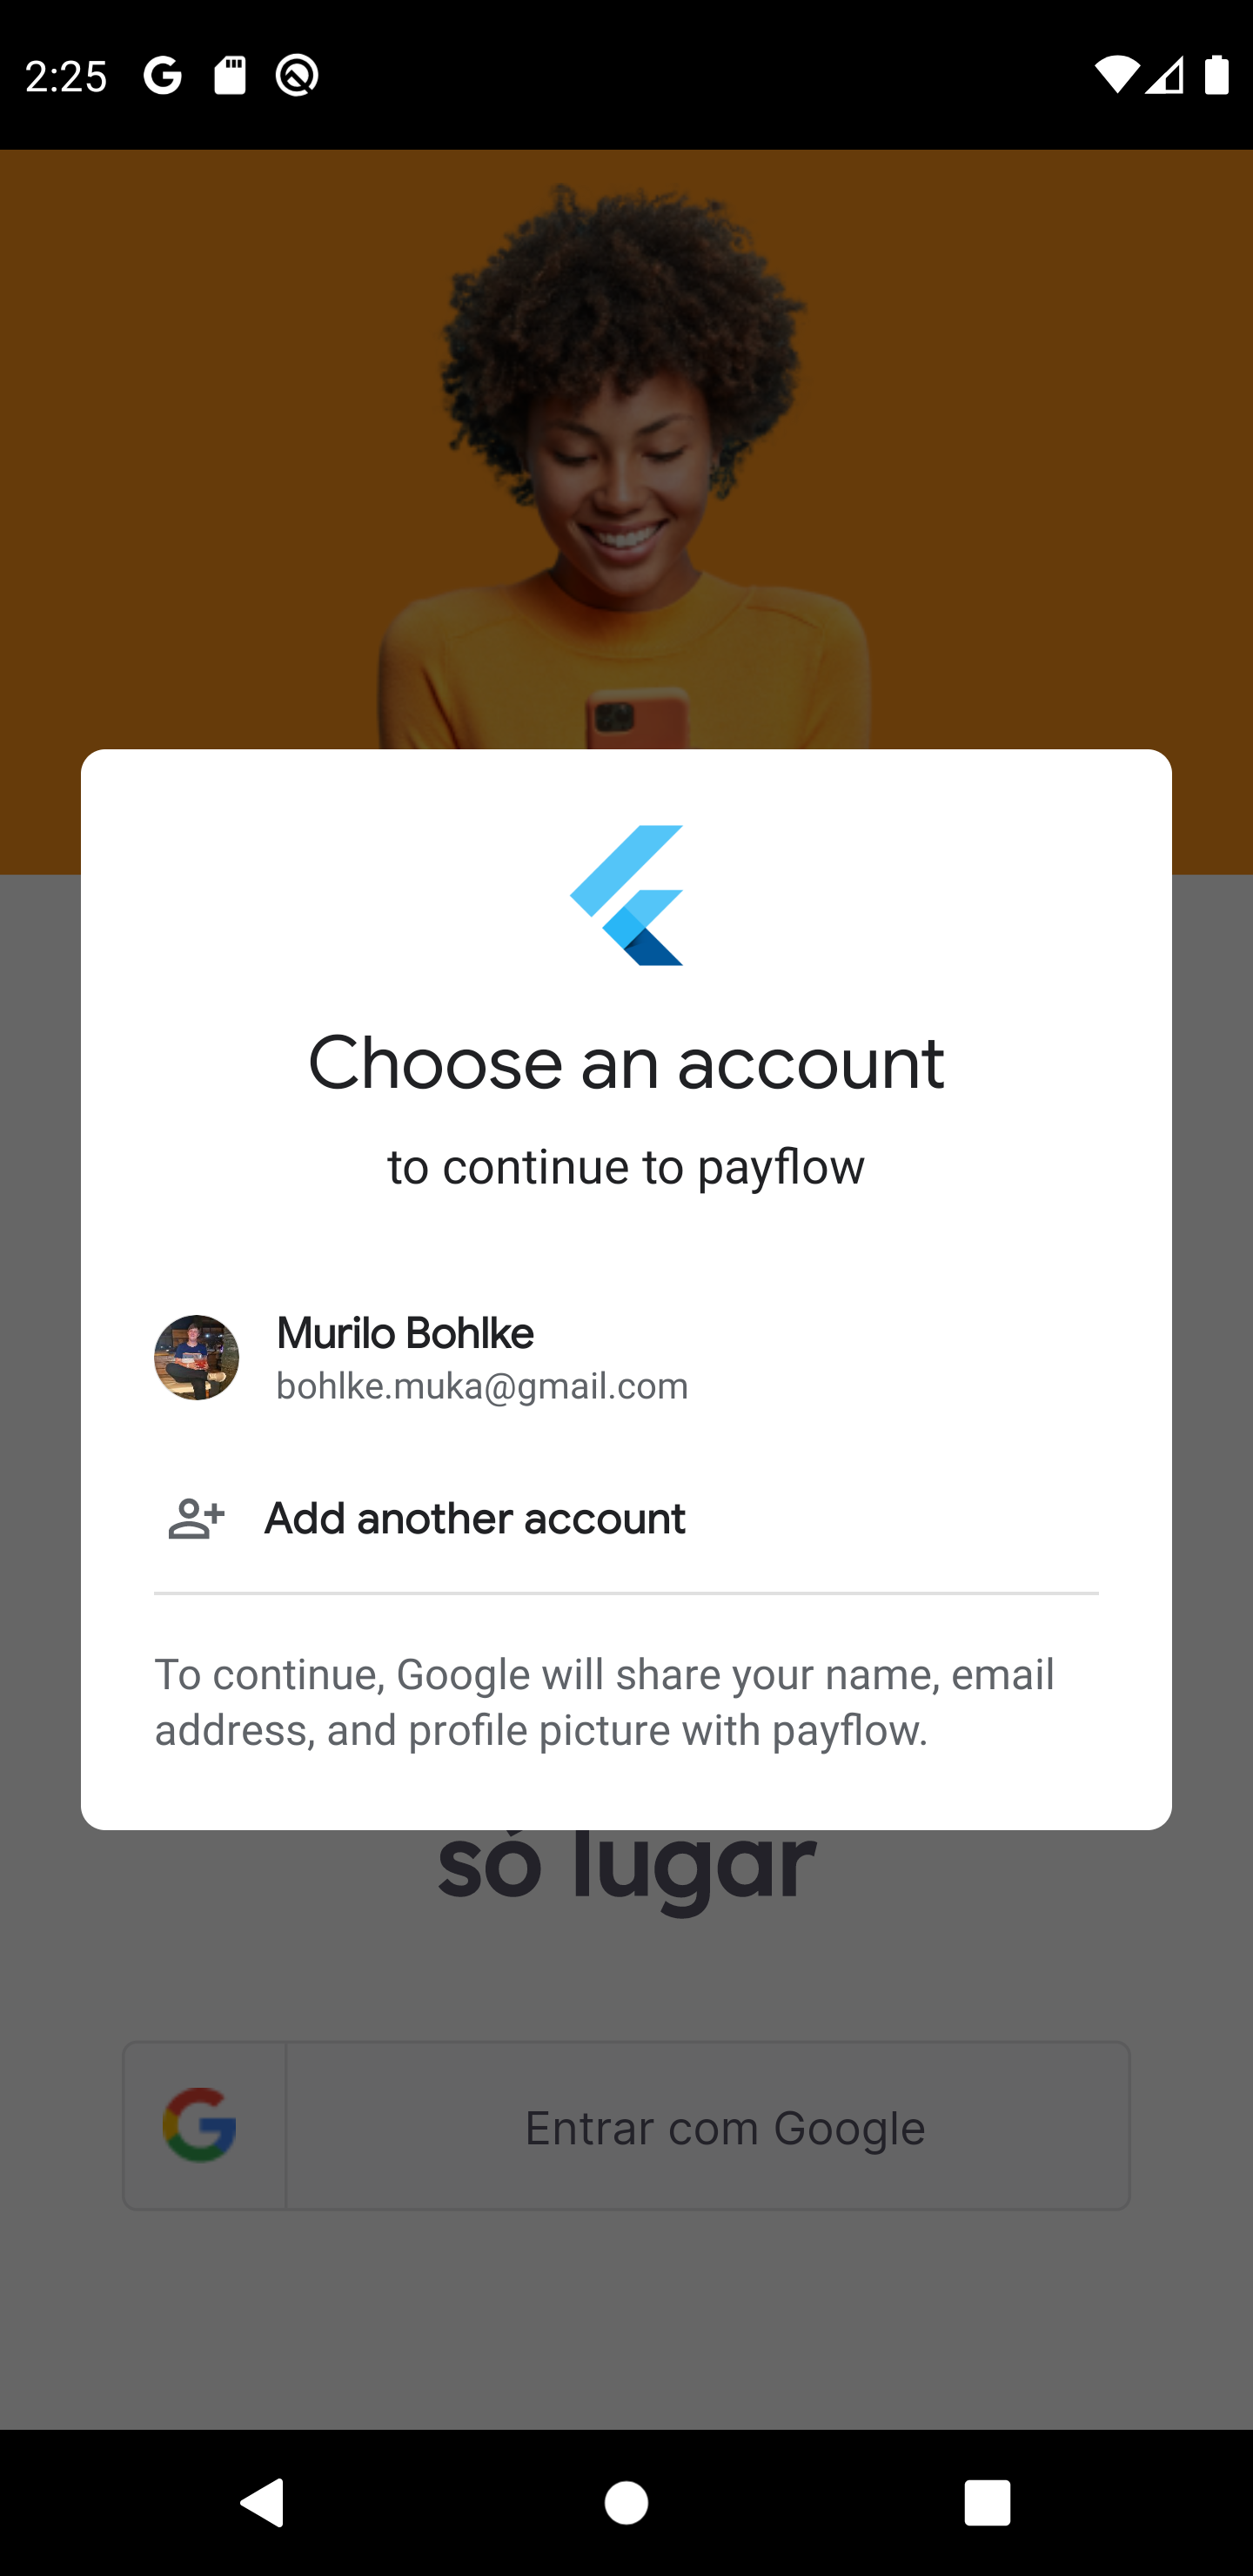 2:25
Choose an account
to continue to payflow
Murilo Bohlke
bohlke.muka@gmail.com
Add another account
To continue, Google will share your name, email
address, and profile picture with payflow.
só lugar
Entrar com Google